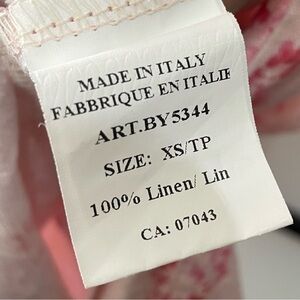 MADE IN ITALY
FABBRIQUE EN ITALIE
ART.BY5344
SIZE: XS/TP
100% Linen/ Lin
CA: 07043